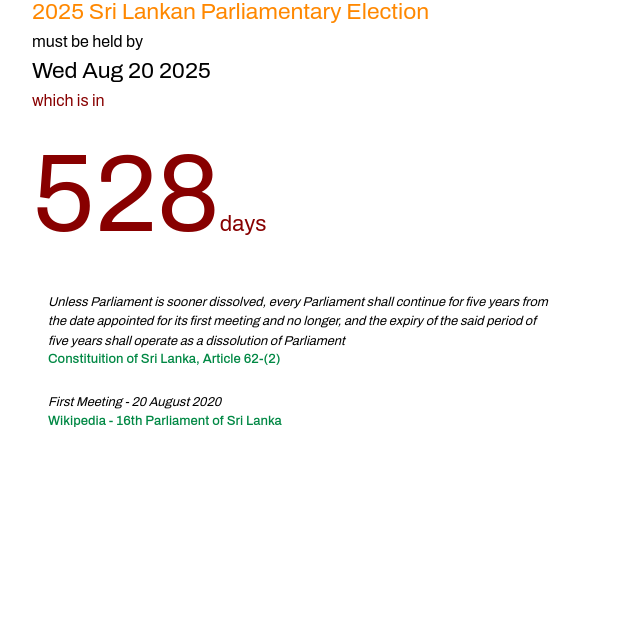 2025 Sri Lankan Parliamentary Election
must be held by
Wed Aug 20 2025
which is in
528 days
Unless Parliament is sooner dissolved, every Parliament shall continue for five years from
the date appointed for its first meeting and no longer, and the expiry of the said period of
five years shall operate as a dissolution of Parliament
Constituition of Sri Lanka, Article 62-(2)
First Meeting - 20 August 2020
Wikipedia - 16th Parliament of Sri Lanka